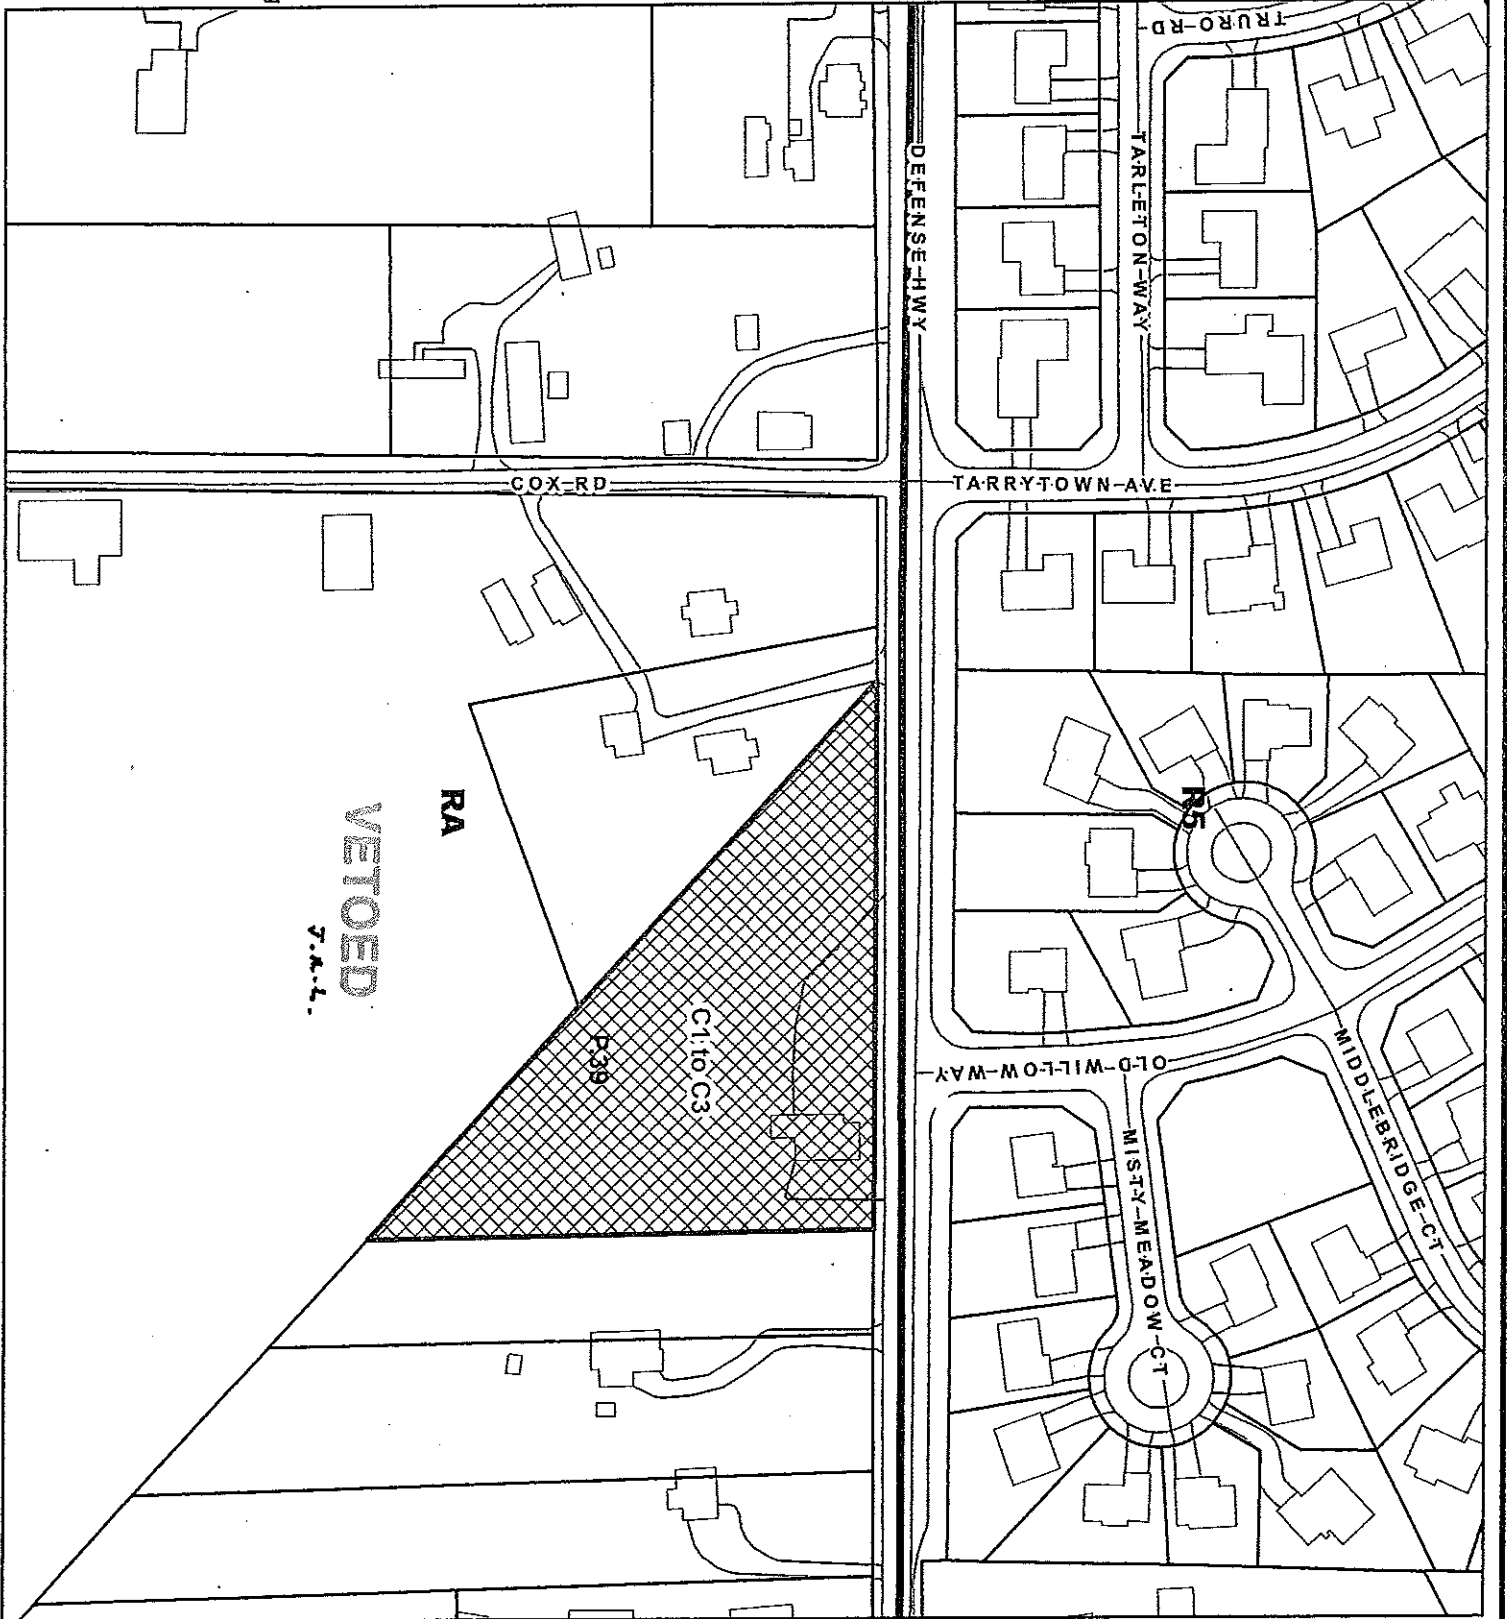 TRURO RD
TARLETON WAY
DEFENSE HWY
COX RD
TARRYTOWN AVE
R5
RA
VETOED
J.R.L.
C1 to C3
P.39
OLD WILLOW WAY
MIDDLEBRIDGE CT
MISTY MEADOW CT